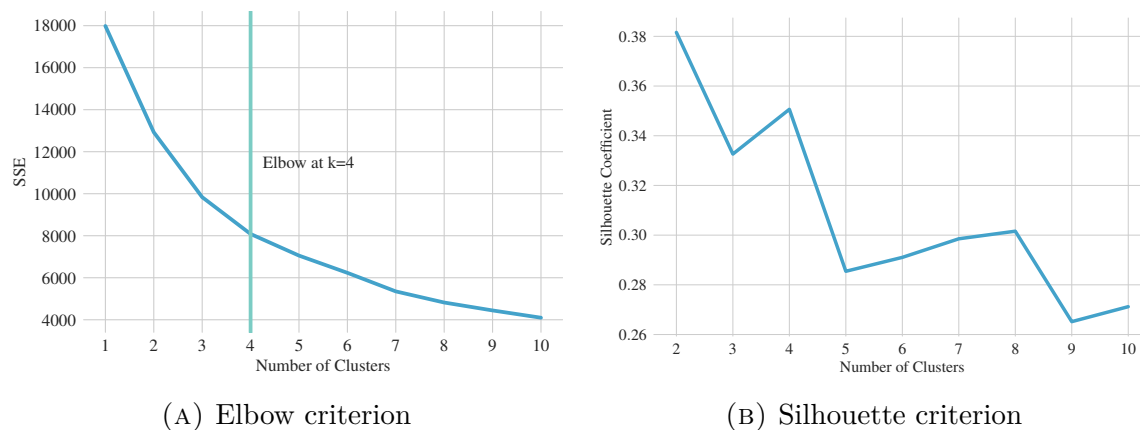 18000
16000
14000
12000
10000
8000
6000
4000
SSE
Elbow at k=4
1 2 3 4 5 6 7 8 9 10
Number of Clusters
(A) Elbow criterion
0.38
0.36
0.34
0.32
0.30
0.28
0.26
Silhouette Coefficient
2 3 4 5 6 7 8 9 10
Number of Clusters
(B) Silhouette criterion